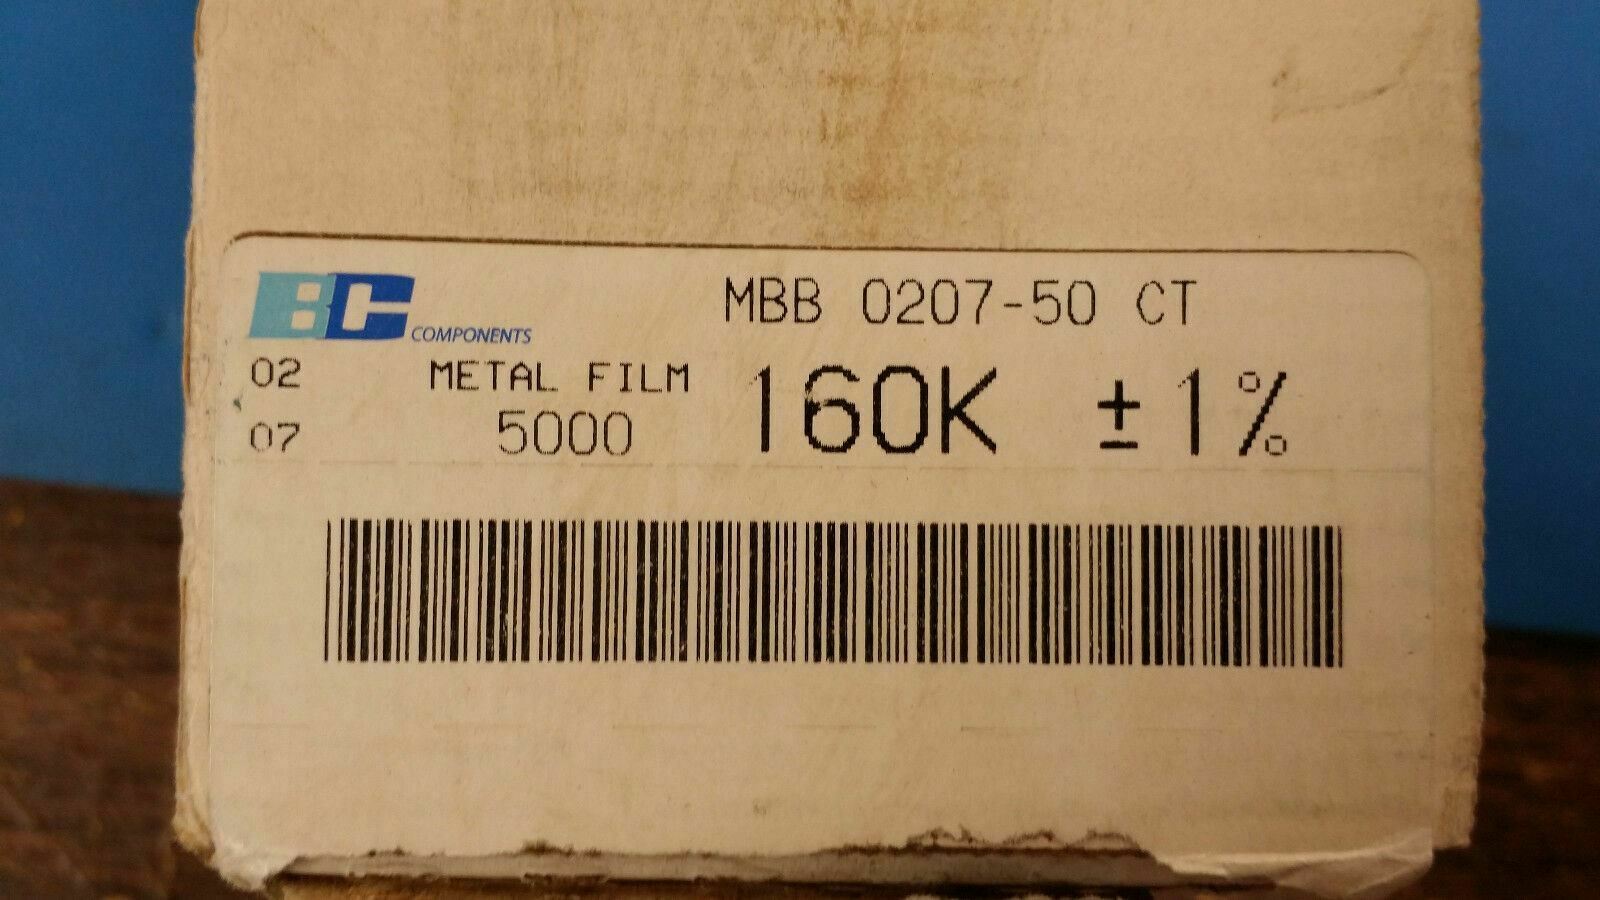 BC COMPONENTS
MBB 0207-50 CT
02
METAL FILM
160K ±1%
07
5000